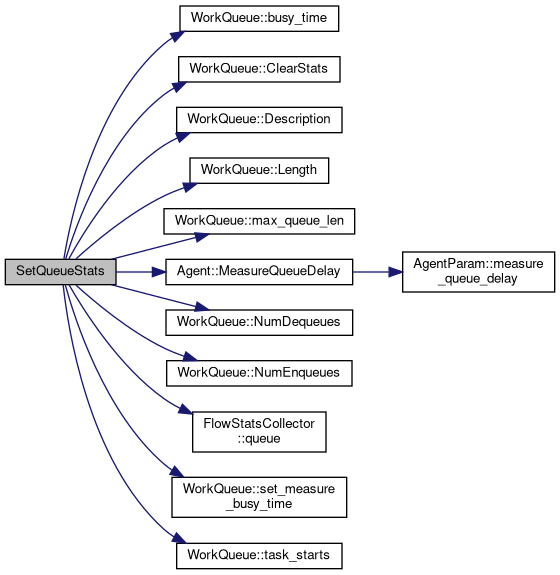 WorkQueue::busy_time
WorkQueue::ClearStats
WorkQueue::Description
WorkQueue::Length
WorkQueue::max_queue_len
SetQueueStats
Agent::MeasureQueueDelay
AgentParam::measure
_queue_delay
WorkQueue::NumDequeues
WorkQueue::NumEnqueues
FlowStatsCollector
::queue
WorkQueue::set_measure
_busy_time
WorkQueue::task_starts